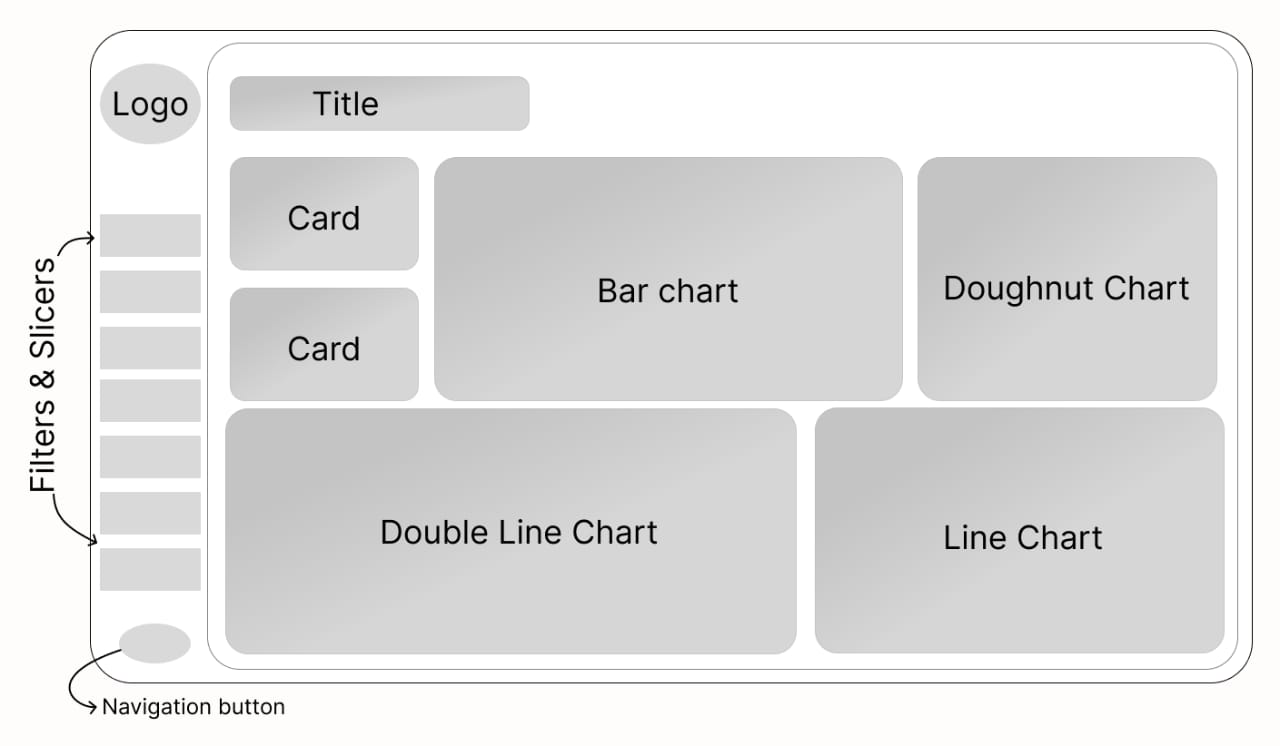 Logo
Title
Card
Bar chart
Doughnut Chart
Card
Filters & Slicers
Double Line Chart
Line Chart
Navigation button